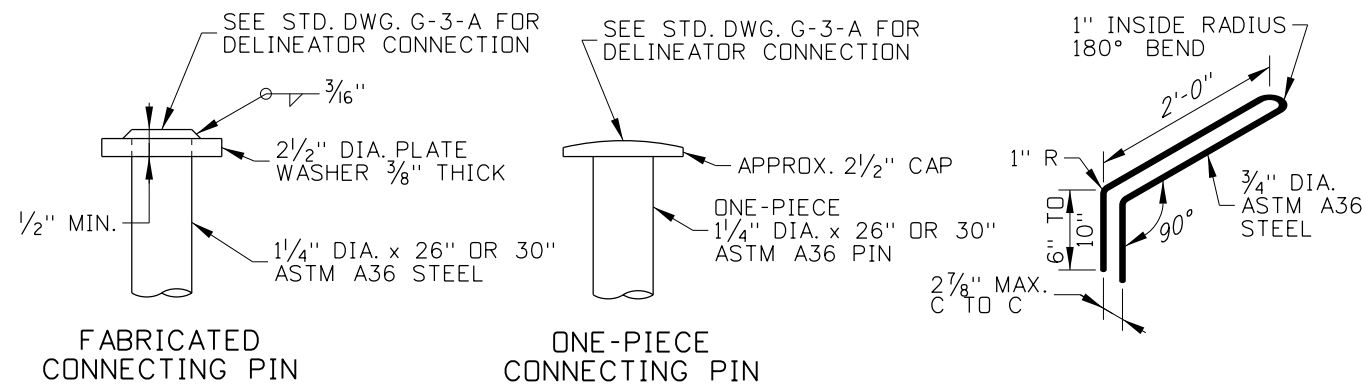 SEE STD. DWG. G-3-A FOR
DELINEATOR CONNECTION
3/16"
2 1/2" DIA. PLATE
WASHER 3/8" THICK
1/2" MIN.
1 1/4" DIA. x 26" OR 30"
ASTM A36 STEEL
FABRICATED
CONNECTING PIN
SEE STD. DWG. G-3-A FOR
DELINEATOR CONNECTION
APPROX. 2 1/2" CAP
ONE-PIECE
1 1/4" DIA. x 26" OR 30"
ASTM A36 PIN
ONE-PIECE
CONNECTING PIN
1" INSIDE RADIUS
180° BEND
2'-0"
1" R
6" TO
10"
90°
3/4" DIA.
ASTM A36
STEEL
2 7/8" MAX.
C TO C